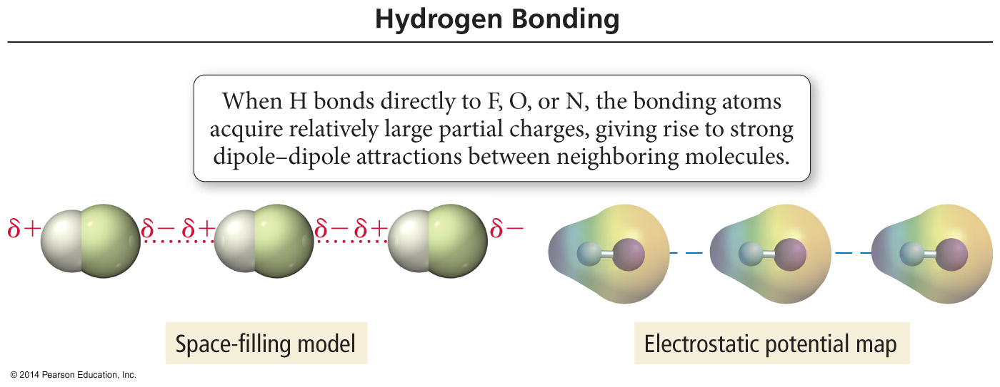 Hydrogen Bonding
When H bonds directly to F, O, or N, the bonding atoms
acquire relatively large partial charges, giving rise to strong
dipole–dipole attractions between neighboring molecules.
δ+ δ− δ+ δ− δ+ δ−
Space-filling model
Electrostatic potential map
© 2014 Pearson Education, Inc.